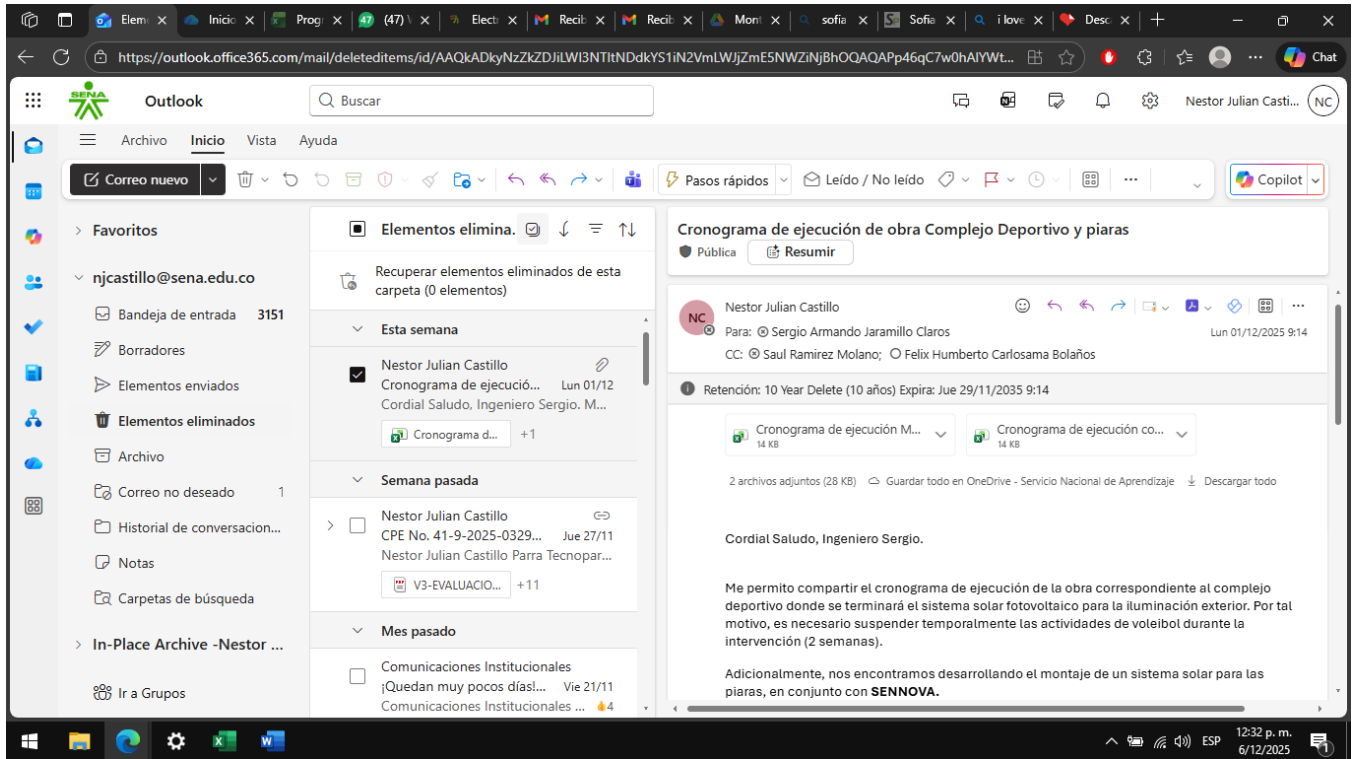 Elem
Inicio
Progr
(47) \
Electr
Recib
Recib
Mont
sofia
Sofia
i love
Desc
https://outlook.office365.com/mail/deleteditems/id/AAQkADkyNzZkZDJiLWI3NTItNDdkYS1iN2VmLWJjZmE5NWZiNjBhOQAQAPp46qC7w0hAIYWt...
Chat
SENA
Outlook
Buscar
Nestor Julian Casti...
NC
Archivo
Inicio
Vista
Ayuda
Correo nuevo
Pasos rápidos
Leído / No leído
Copilot
Favoritos
njcastillo@sena.edu.co
Bandeja de entrada 3151
Borradores
Elementos enviados
Elementos eliminados
Archivo
Correo no deseado 1
Historial de conversacion...
Notas
Carpetas de búsqueda
In-Place Archive -Nestor ...
Ir a Grupos
Elementos elimina.
Recuperar elementos eliminados de esta
carpeta (0 elementos)
Esta semana
Nestor Julian Castillo
Cronograma de ejecució... Lun 01/12
Cordial Saludo, Ingeniero Sergio. M...
Cronograma d... +1
Semana pasada
Nestor Julian Castillo
CPE No. 41-9-2025-0329... Jue 27/11
Nestor Julian Castillo Parra Tecnopar...
V3-EVALUACIO... +11
Mes pasado
Comunicaciones Institucionales
¡Quedan muy pocos días!... Vie 21/11
Comunicaciones Institucionales ... 👍4
Cronograma de ejecución de obra Complejo Deportivo y piaras
Pública
Resumir
NC
Nestor Julian Castillo
Para: Sergio Armando Jaramillo Claros
Lun 01/12/2025 9:14
CC: Saul Ramirez Molano; Felix Humberto Carlosama Bolaños
Retención: 10 Year Delete (10 años) Expira: Jue 29/11/2035 9:14
Cronograma de ejecución M...
14 KB
Cronograma de ejecución co...
14 KB
2 archivos adjuntos (28 KB) Guardar todo en OneDrive - Servicio Nacional de Aprendizaje Descargar todo
Cordial Saludo, Ingeniero Sergio.
Me permito compartir el cronograma de ejecución de la obra correspondiente al complejo
deportivo donde se terminará el sistema solar fotovoltaico para la iluminación exterior. Por tal
motivo, es necesario suspender temporalmente las actividades de voleibol durante la
intervención (2 semanas).
Adicionalmente, nos encontramos desarrollando el montaje de un sistema solar para las
piaras, en conjunto con SENNOVA.
ESP
12:32 p. m.
6/12/2025
1